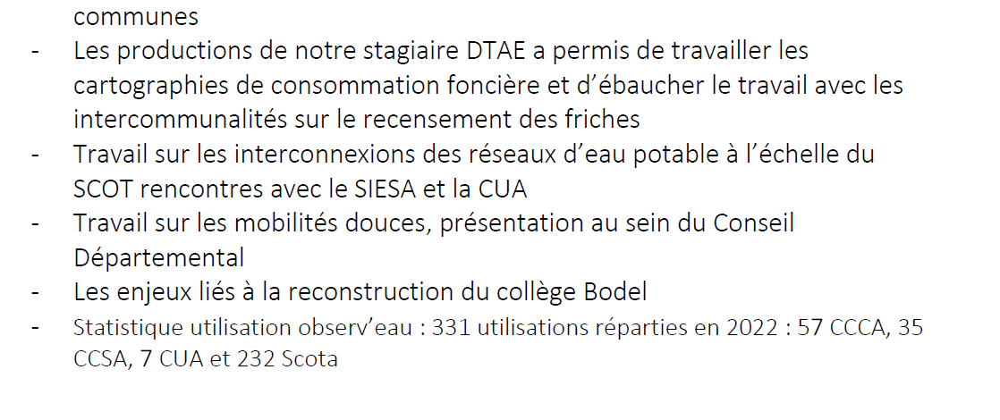 communes
- Les productions de notre stagiaire DTAE a permis de travailler les
cartographies de consommation foncière et d’ébaucher le travail avec les
intercommunalités sur le recensement des friches
- Travail sur les interconnexions des réseaux d’eau potable à l’échelle du
SCOT rencontres avec le SIESA et la CUA
- Travail sur les mobilités douces, présentation au sein du Conseil
Départemental
- Les enjeux liés à la reconstruction du collège Bodel
- Statistique utilisation observ’eau : 331 utilisations réparties en 2022 : 57 CCCA, 35
CCSA, 7 CUA et 232 Scota